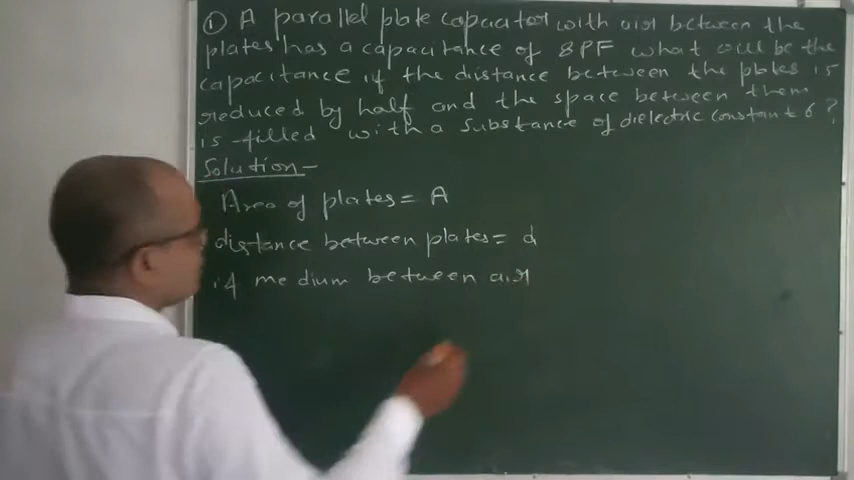 ① A parallel plate capacitor with air between the
plates has a capacitance of 8PF what will be the
capacitance if the distance between the plates is
reduced by half and the space between them
is filled with a substance of dielectric constant 6?
Solution-
Area of plates = A
distance between plates = d
if medium between air